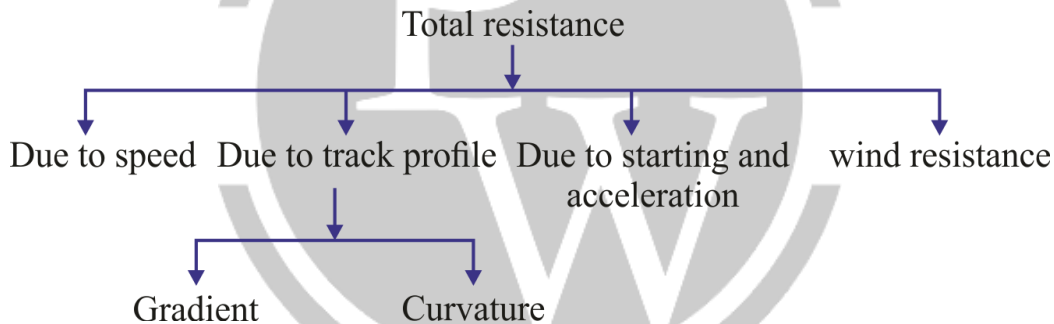 Total resistance
Due to speed
Due to track profile
Due to starting and
acceleration
wind resistance
Gradient
Curvature